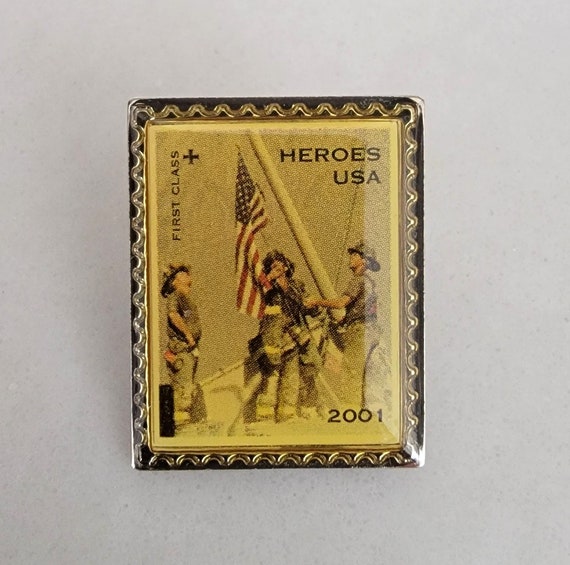 FIRST CLASS +
HEROES
USA
2001